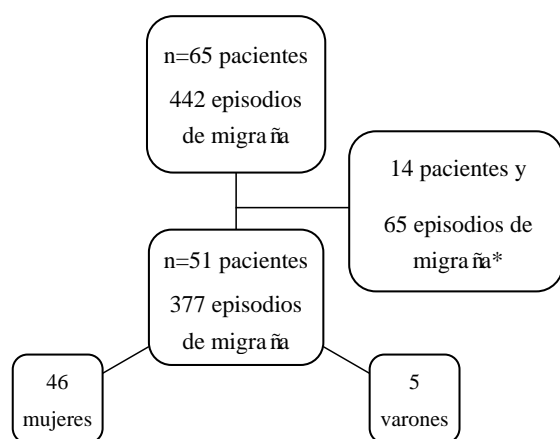 n=65 pacientes
442 episodios
de migraña
14 pacientes y
65 episodios de
migraña*
n=51 pacientes
377 episodios
de migraña
46
mujeres
5
varones